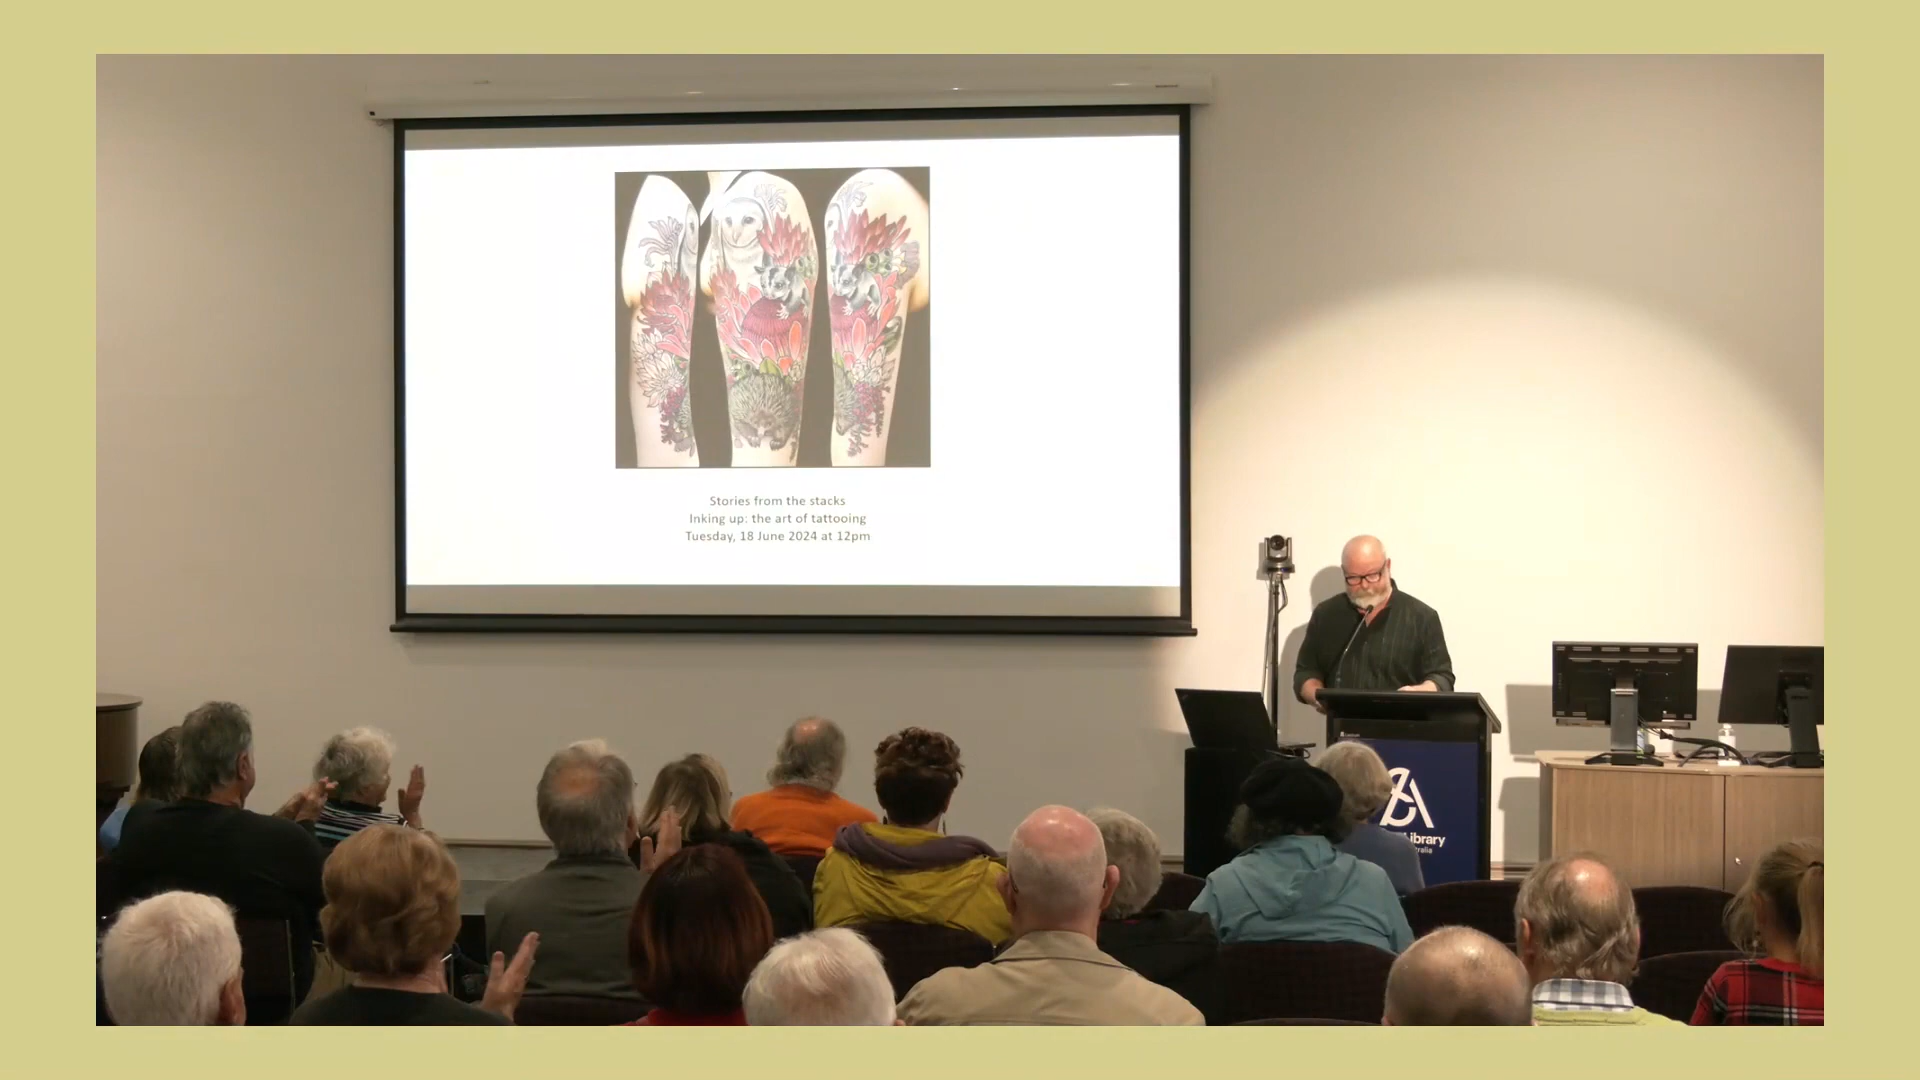 Stories from the stacks
Inking up: the art of tattooing
Tuesday, 18 June 2024 at 12pm
Library